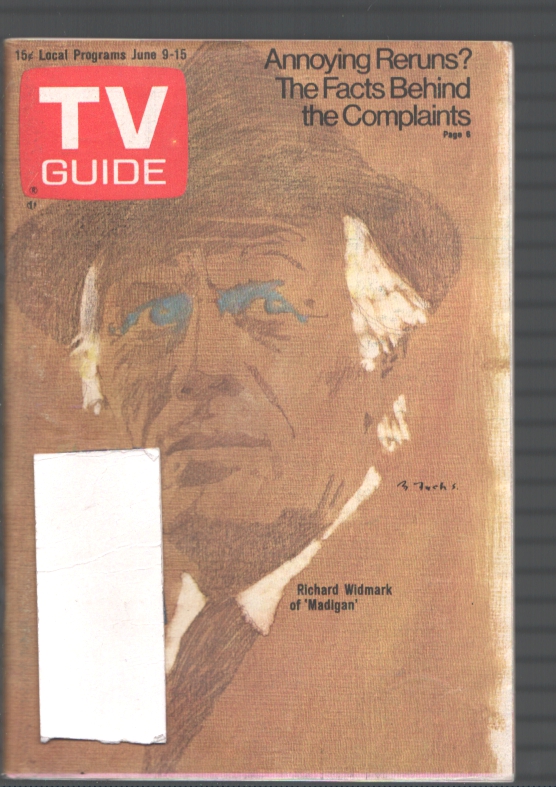 15¢ Local Programs June 9-15
TV
GUIDE
®
Annoying Reruns?
The Facts Behind
the Complaints
Page 6
Richard Widmark
of 'Madigan'